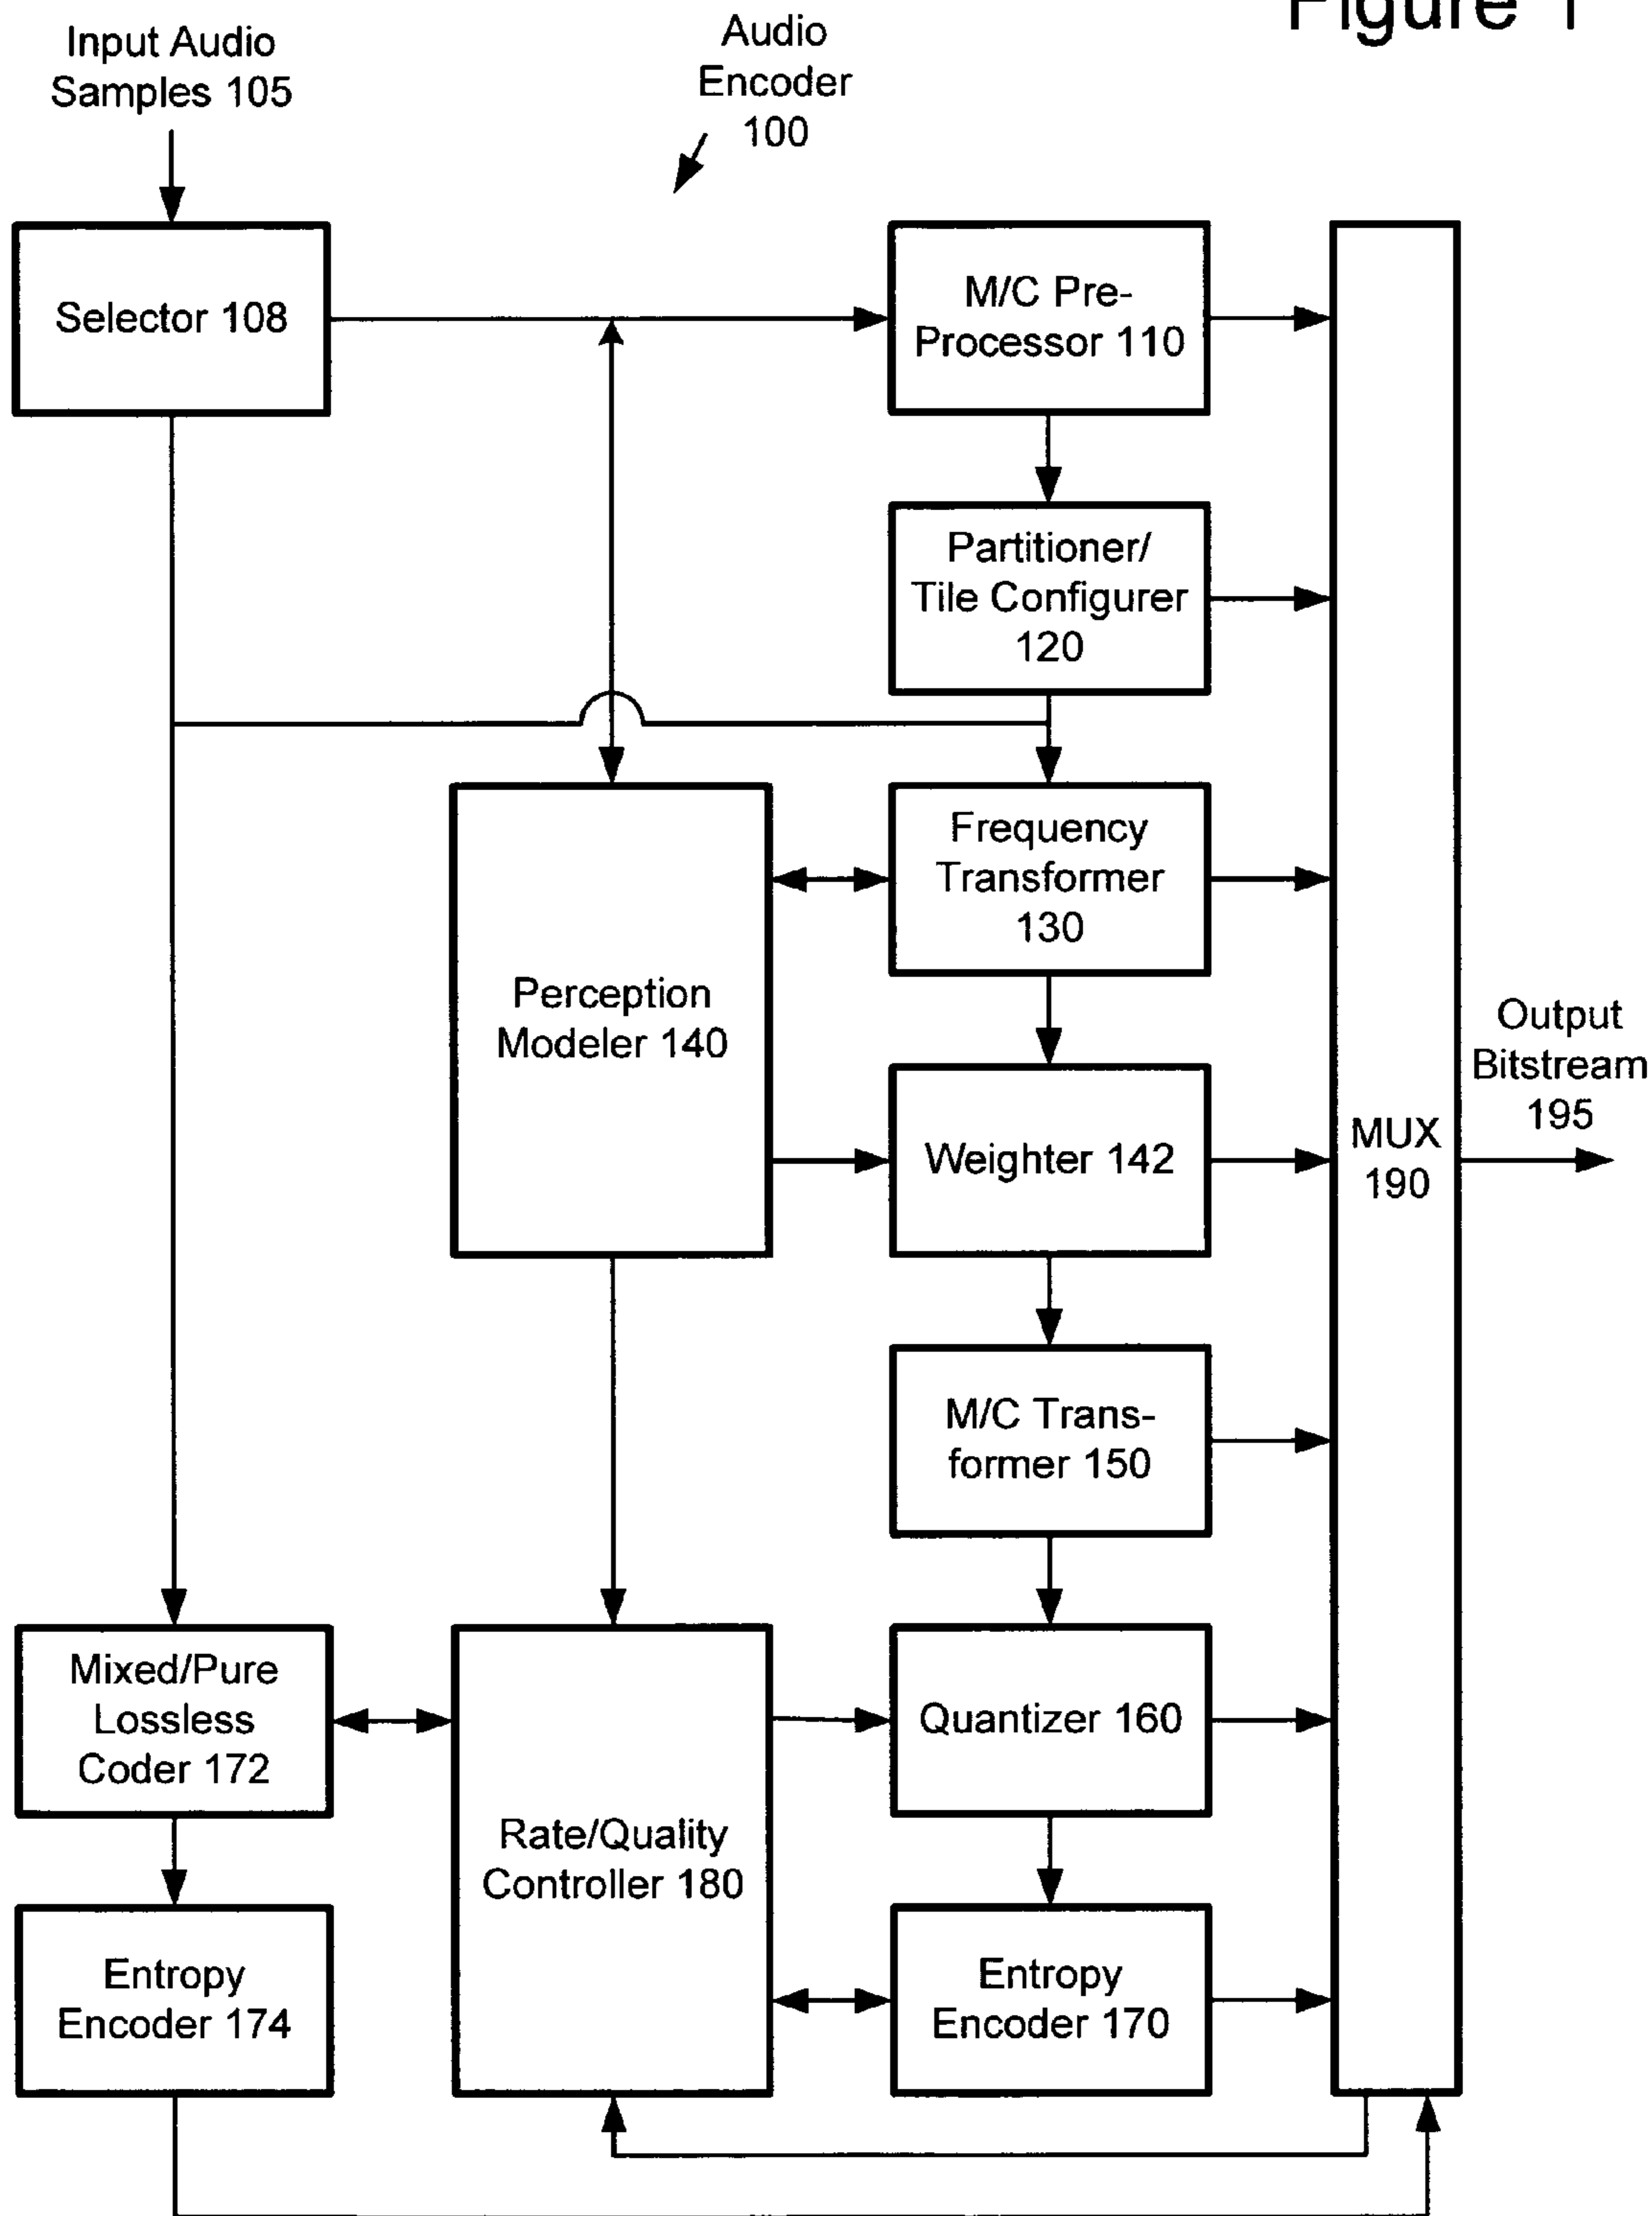 Figure 1
Input Audio
Samples 105
Audio
Encoder
100
Selector 108
M/C Pre-
Processor 110
Partitioner/
Tile Configurer
120
Frequency
Transformer
130
Perception
Modeler 140
Weighter 142
Output
Bitstream
195
MUX
190
M/C Trans-
former 150
Mixed/Pure
Lossless
Coder 172
Rate/Quality
Controller 180
Quantizer 160
Entropy
Encoder 174
Entropy
Encoder 170